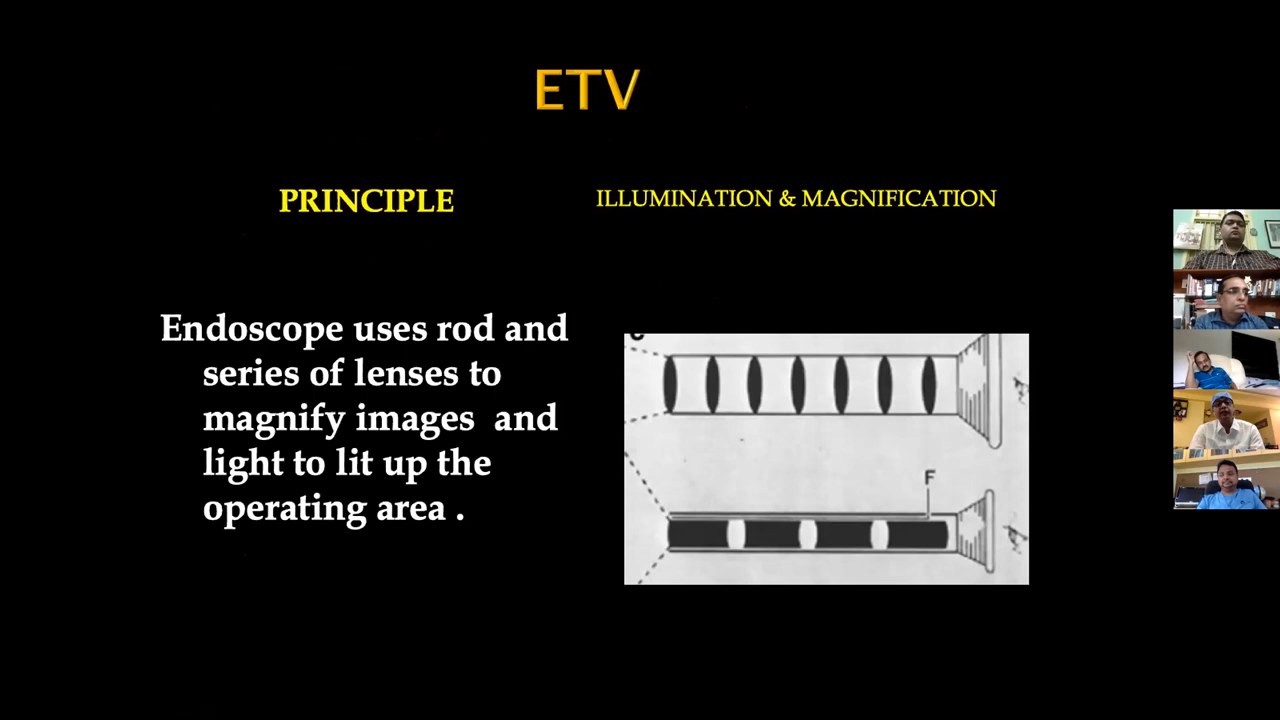 ETV
PRINCIPLE
ILLUMINATION & MAGNIFICATION
Endoscope uses rod and
series of lenses to
magnify images and
light to lit up the
operating area .
F